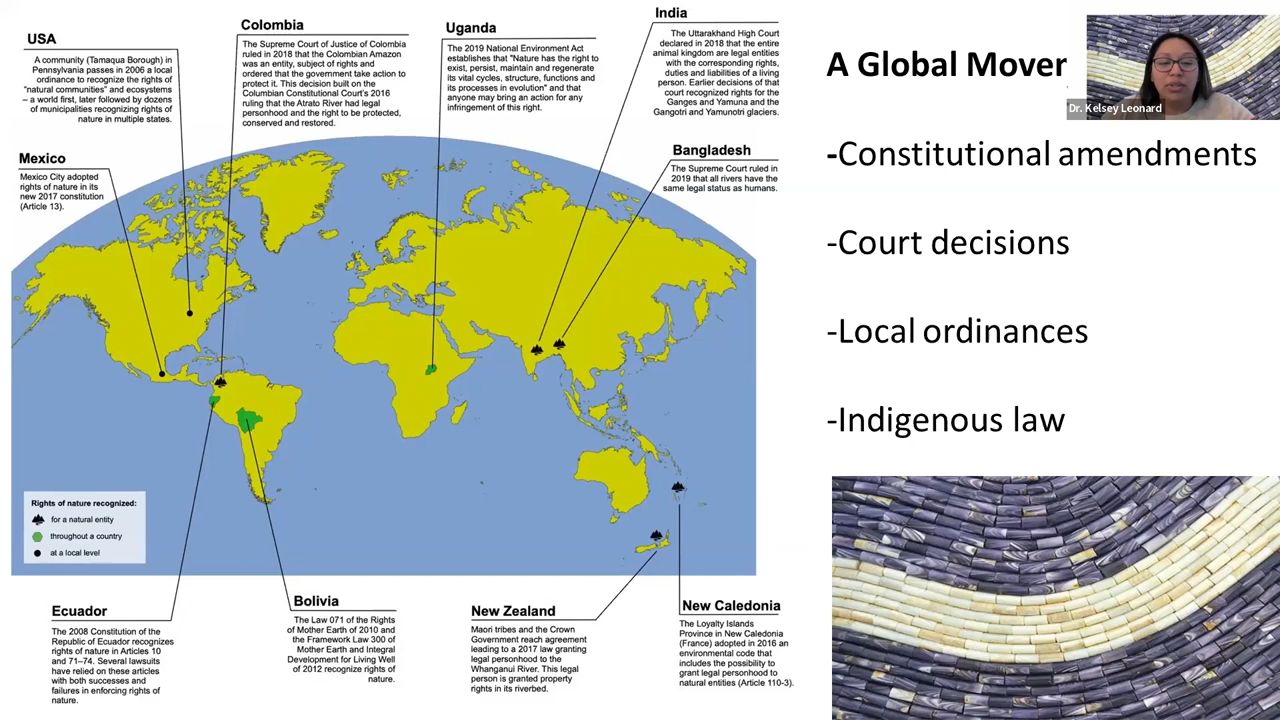 USA
A community (Tamaqua Borough) in
Pennsylvania passes in 2006 a local
ordinance to recognize the rights of
“natural communities” and ecosystems
– a world first, later followed by dozens
of municipalities recognizing rights of
nature in multiple states.
Colombia
The Supreme Court of Justice of Colombia
ruled in 2018 that the Colombian Amazon
was an entity, subject of rights and
ordered that the government take action to
protect it. This decision built on the
Columbian Constitutional Court's 2016
ruling that the Atrato River had legal
personhood and the right to be protected,
conserved and restored.
Uganda
The 2019 National Environment Act
establishes that "Nature has the right to
exist, persist, maintain and regenerate
its vital cycles, structure, functions and
its processes in evolution" and that
anyone may bring an action for any
infringement of this right.
India
The Uttarakhand High Court
declared in 2018 that the entire
animal kingdom are legal entities
with the corresponding rights,
duties and liabilities of a living
person. Earlier decisions of that
court recognized rights for the
Ganges and Yamuna and the
Gangotri and Yamunotri glaciers.
Mexico
Mexico City adopted
rights of nature in its
new 2017 constitution
(Article 13).
Bangladesh
The Supreme Court ruled in
2019 that all rivers have the
same legal status as humans.
Rights of nature recognized:
for a natural entity
throughout a country
at a local level
Ecuador
The 2008 Constitution of the
Republic of Ecuador recognizes
rights of nature in Articles 10
and 71–74. Several lawsuits
have relied on these articles
with both successes and
failures in enforcing rights of
nature.
Bolivia
The Law 071 of the Rights
of Mother Earth of 2010 and
the Framework Law 300 of
Mother Earth and Integral
Development for Living Well
of 2012 recognize rights of
nature.
New Zealand
Maori tribes and the Crown
Government reach agreement
leading to a 2017 law granting
legal personhood to the
Whanganui River. This legal
person is granted property
rights in its riverbed.
New Caledonia
The Loyalty Islands
Province in New Caledonia
(France) adopted in 2016 an
environmental code that
includes the possibility to
grant legal personhood to
natural entities (Article 110-3).
A Global Mover
Dr. Kelsey Leonard
-Constitutional amendments
-Court decisions
-Local ordinances
-Indigenous law